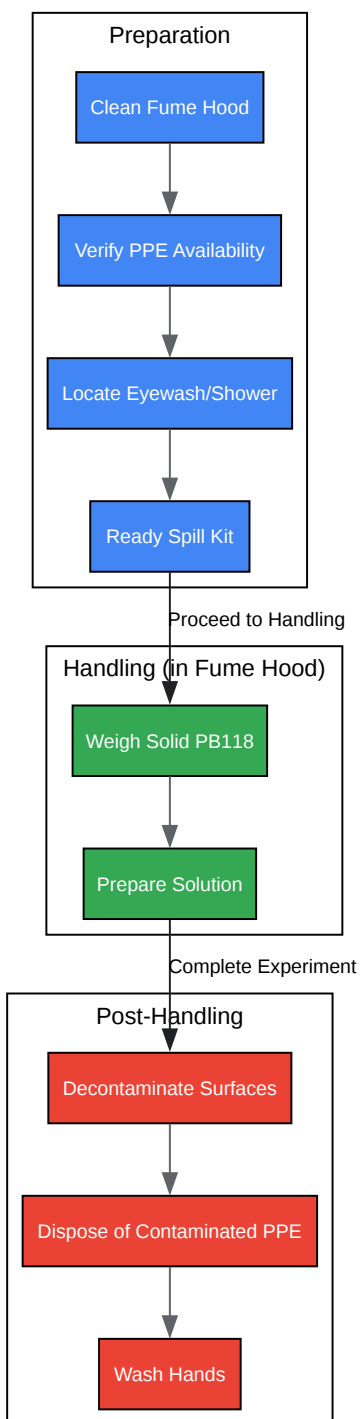 Preparation
Clean Fume Hood
Verify PPE Availability
Locate Eyewash/Shower
Ready Spill Kit
Proceed to Handling
Handling (in Fume Hood)
Weigh Solid PB118
Prepare Solution
Complete Experiment
Post-Handling
Decontaminate Surfaces
Dispose of Contaminated PPE
Wash Hands